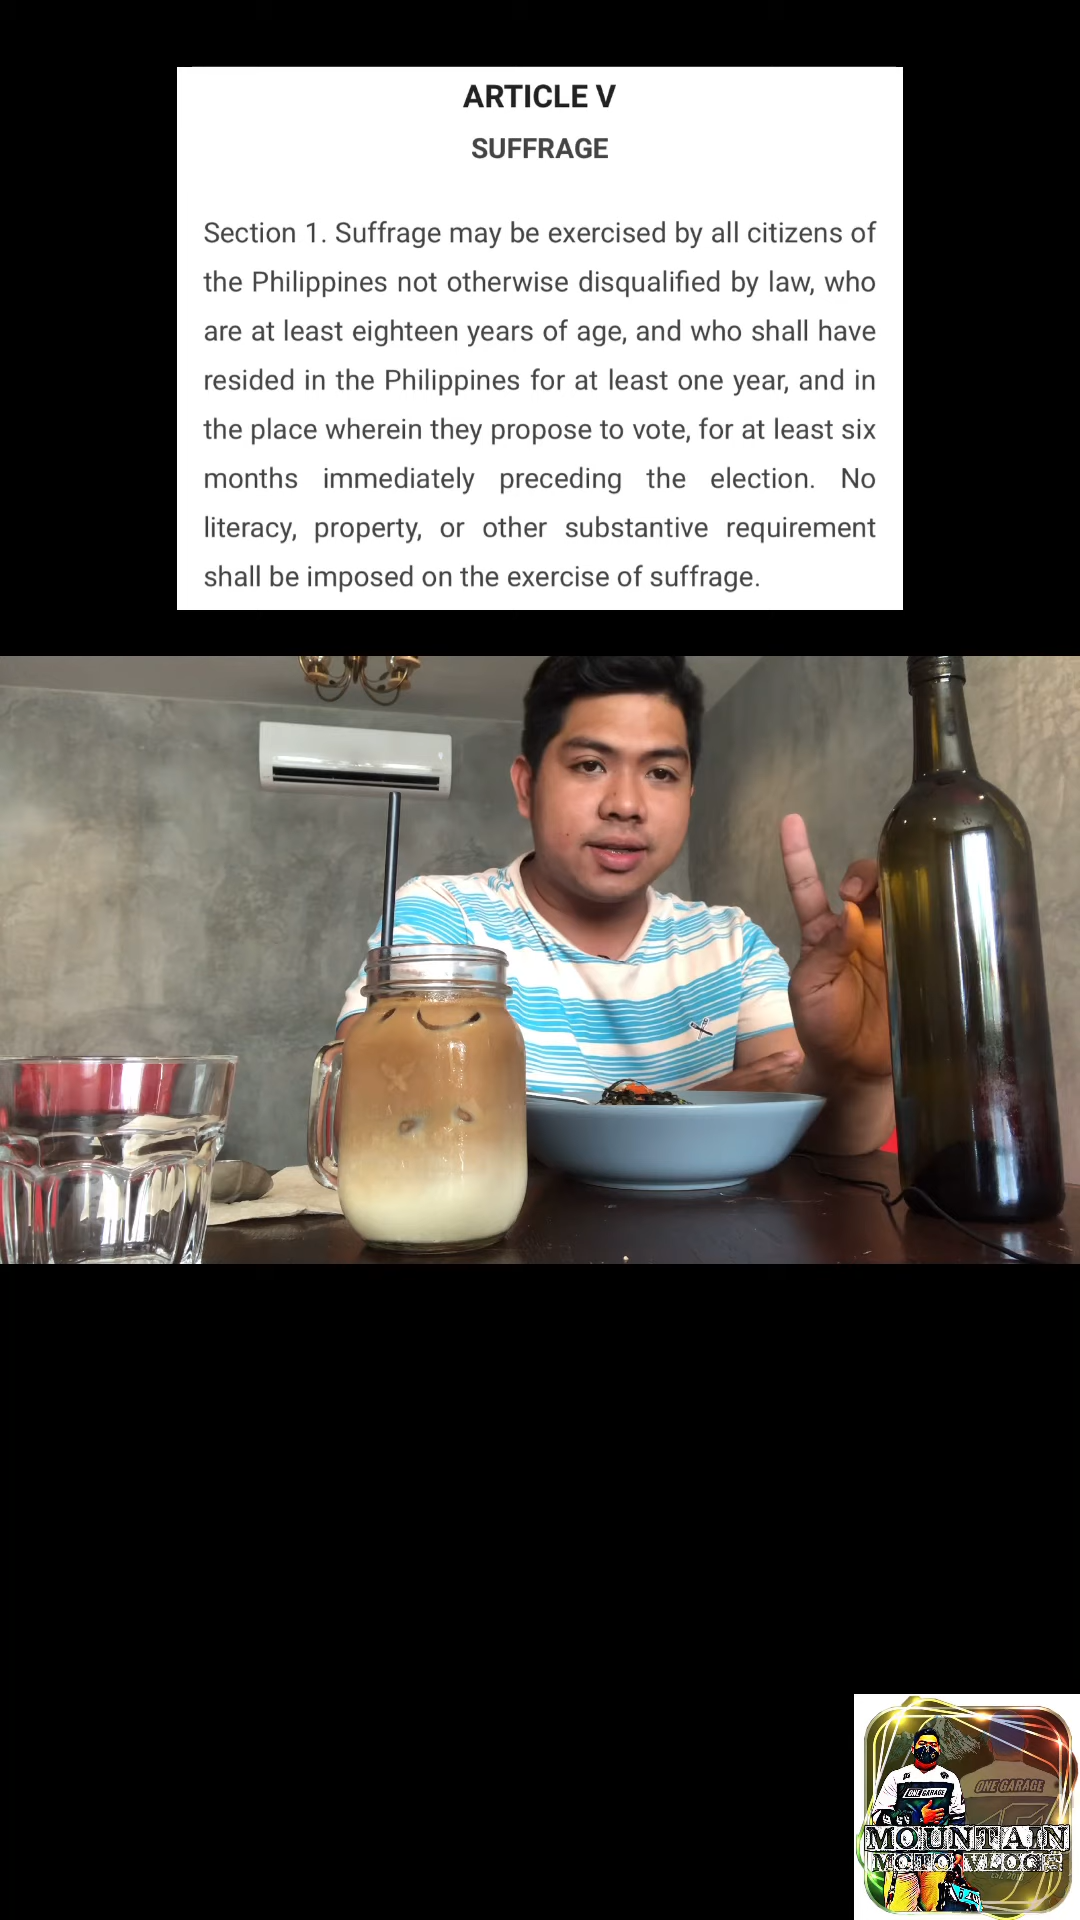 ARTICLE V
SUFFRAGE
Section 1. Suffrage may be exercised by all citizens of
the Philippines not otherwise disqualified by law, who
are at least eighteen years of age, and who shall have
resided in the Philippines for at least one year, and in
the place wherein they propose to vote, for at least six
months immediately preceding the election. No
literacy, property, or other substantive requirement
shall be imposed on the exercise of suffrage.
ONE GARAGE
ONE GARAGE
MOUNTAIN
MOTO VLOGS